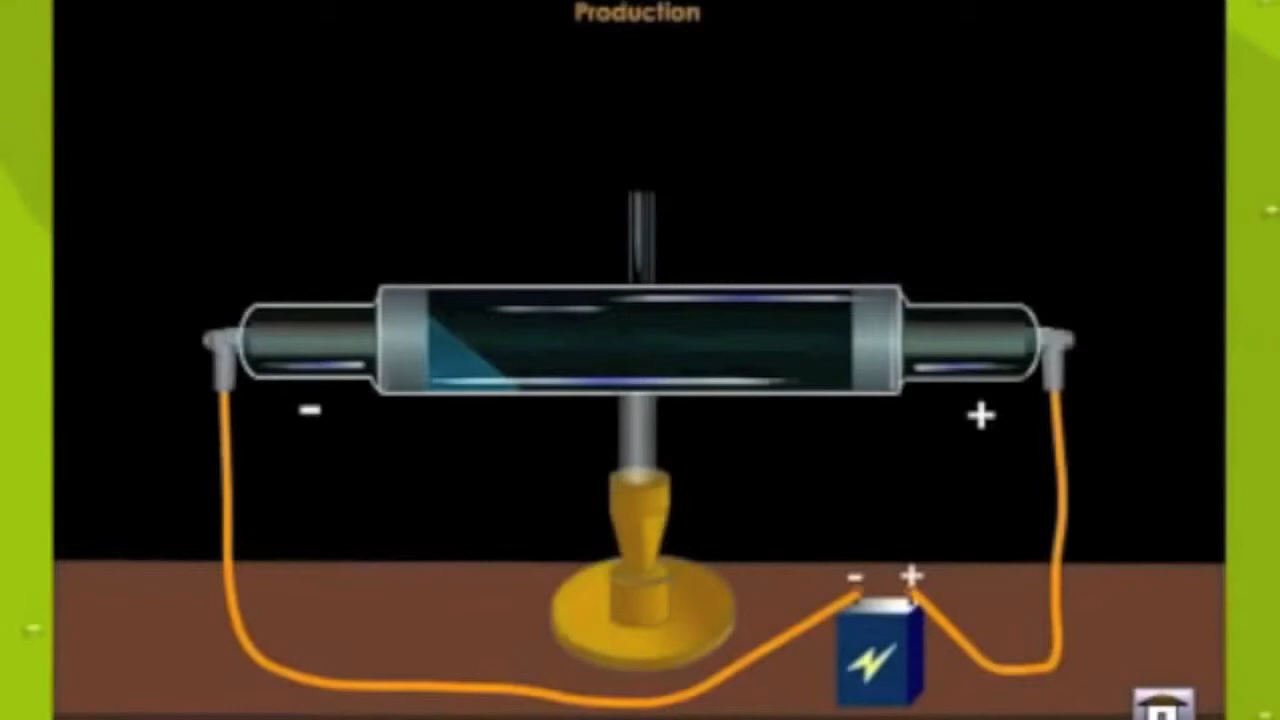 Production
-
+
- +